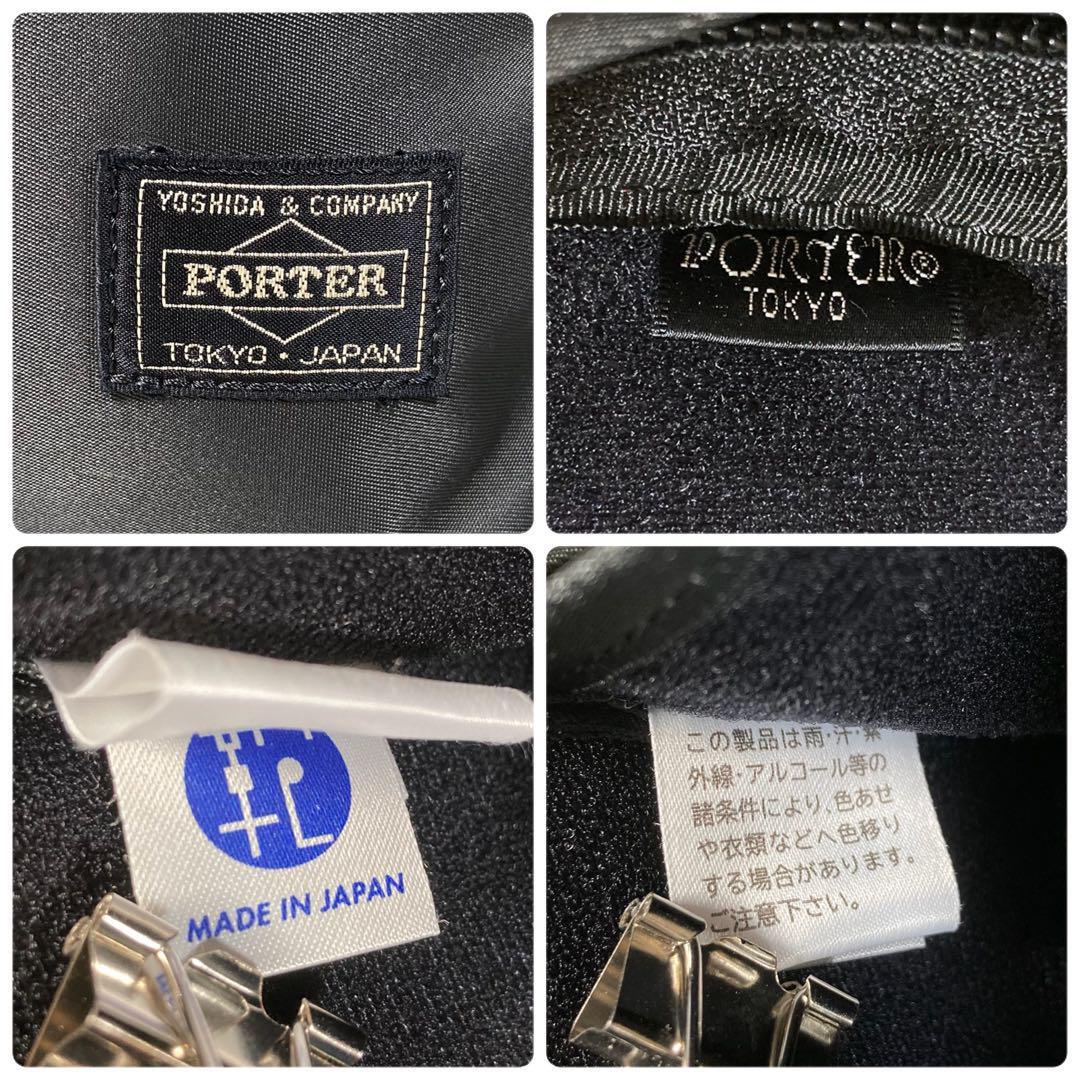 YOSHIDA & COMPANY
PORTER
TOKYO・JAPAN
PORTER®
TOKYO
MADE IN JAPAN
この製品は雨・汗・紫
外線・アルコール等の
諸条件により、色あせ
や衣類などへ色移り
する場合があります。
ご注意下さい。